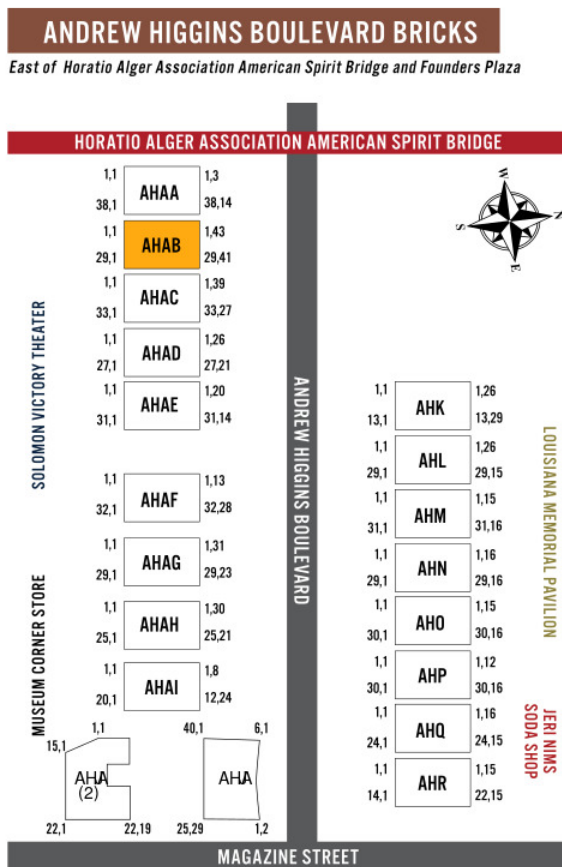 ANDREW HIGGINS BOULEVARD BRICKS
East of Horatio Alger Association American Spirit Bridge and Founders Plaza
HORATIO ALGER ASSOCIATION AMERICAN SPIRIT BRIDGE
W
N
S
E
1,1 1,3
AHAA
38,1 38,14
1,1 1,43
AHAB
29,1 29,41
1,1 1,39
AHAC
33,1 33,27
1,1 1,26
AHAD
27,1 27,21
1,1 1,20
AHAE
31,1 31,14
1,1 1,13
AHAF
32,1 32,28
1,1 1,31
AHAG
29,1 29,23
1,1 1,30
AHAH
25,1 25,21
1,1 1,8
AHAI
20,1 12,24
1,1
15,1
AHA
(2)
22,1 22,19
40,1 6,1
25,29 1,2
SOLOMON VICTORY THEATER
MUSEUM CORNER STORE
ANDREW HIGGINS BOULEVARD
1,1 1,26
AHK
13,1 13,29
1,1 1,26
AHL
29,1 29,15
1,1 1,15
AHM
31,1 31,16
1,1 1,16
AHN
29,1 29,16
1,1 1,15
AHO
30,1 30,16
1,1 1,12
AHP
30,1 30,16
1,1 1,16
AHQ
24,1 24,15
1,1 1,15
AHR
14,1 22,15
LOUISIANA MEMORIAL PAVILION
JERI NIMS
SODA SHOP
MAGAZINE STREET